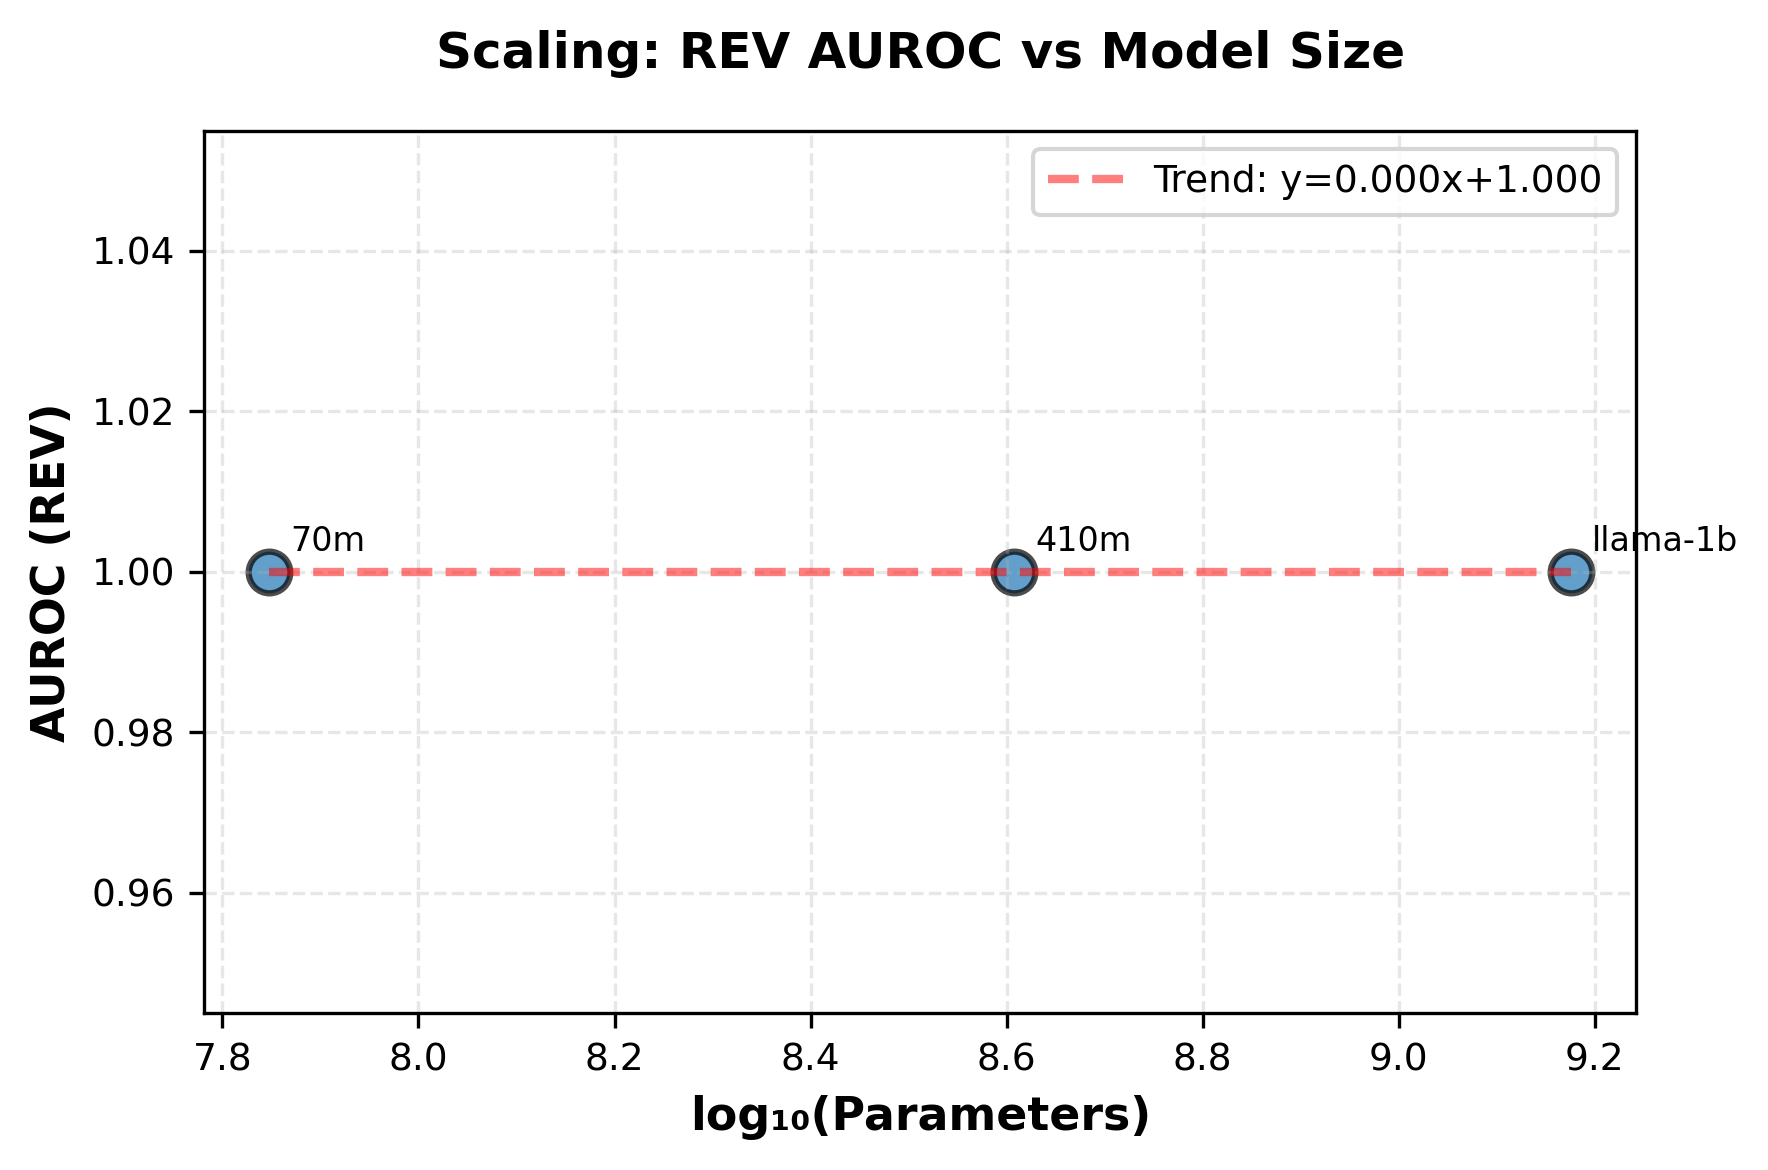 Scaling: REV AUROC vs Model Size
Trend: y=0.000x+1.000
AUROC (REV)
1.04
1.02
1.00
0.98
0.96
70m
410m
llama-1b
7.8 8.0 8.2 8.4 8.6 8.8 9.0 9.2
log₁₀(Parameters)